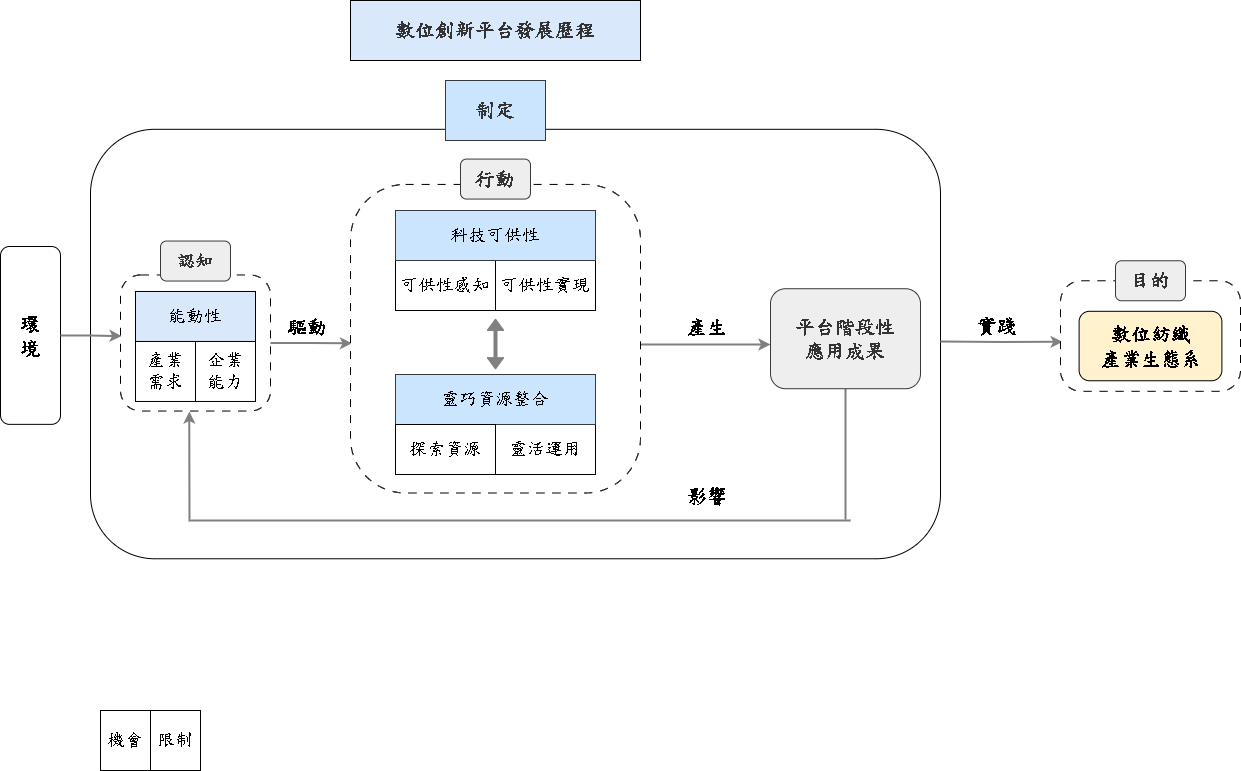 數位創新平台發展歷程
制定
行動
科技可供性
可供性感知 可供性實現
認知
能動性
產業
需求
企業
能力
環
境
驅動
靈巧資源整合
探索資源 靈活運用
產生
平台階段性
應用成果
實踐
目的
數位紡織
產業生態系
影響
機會 限制